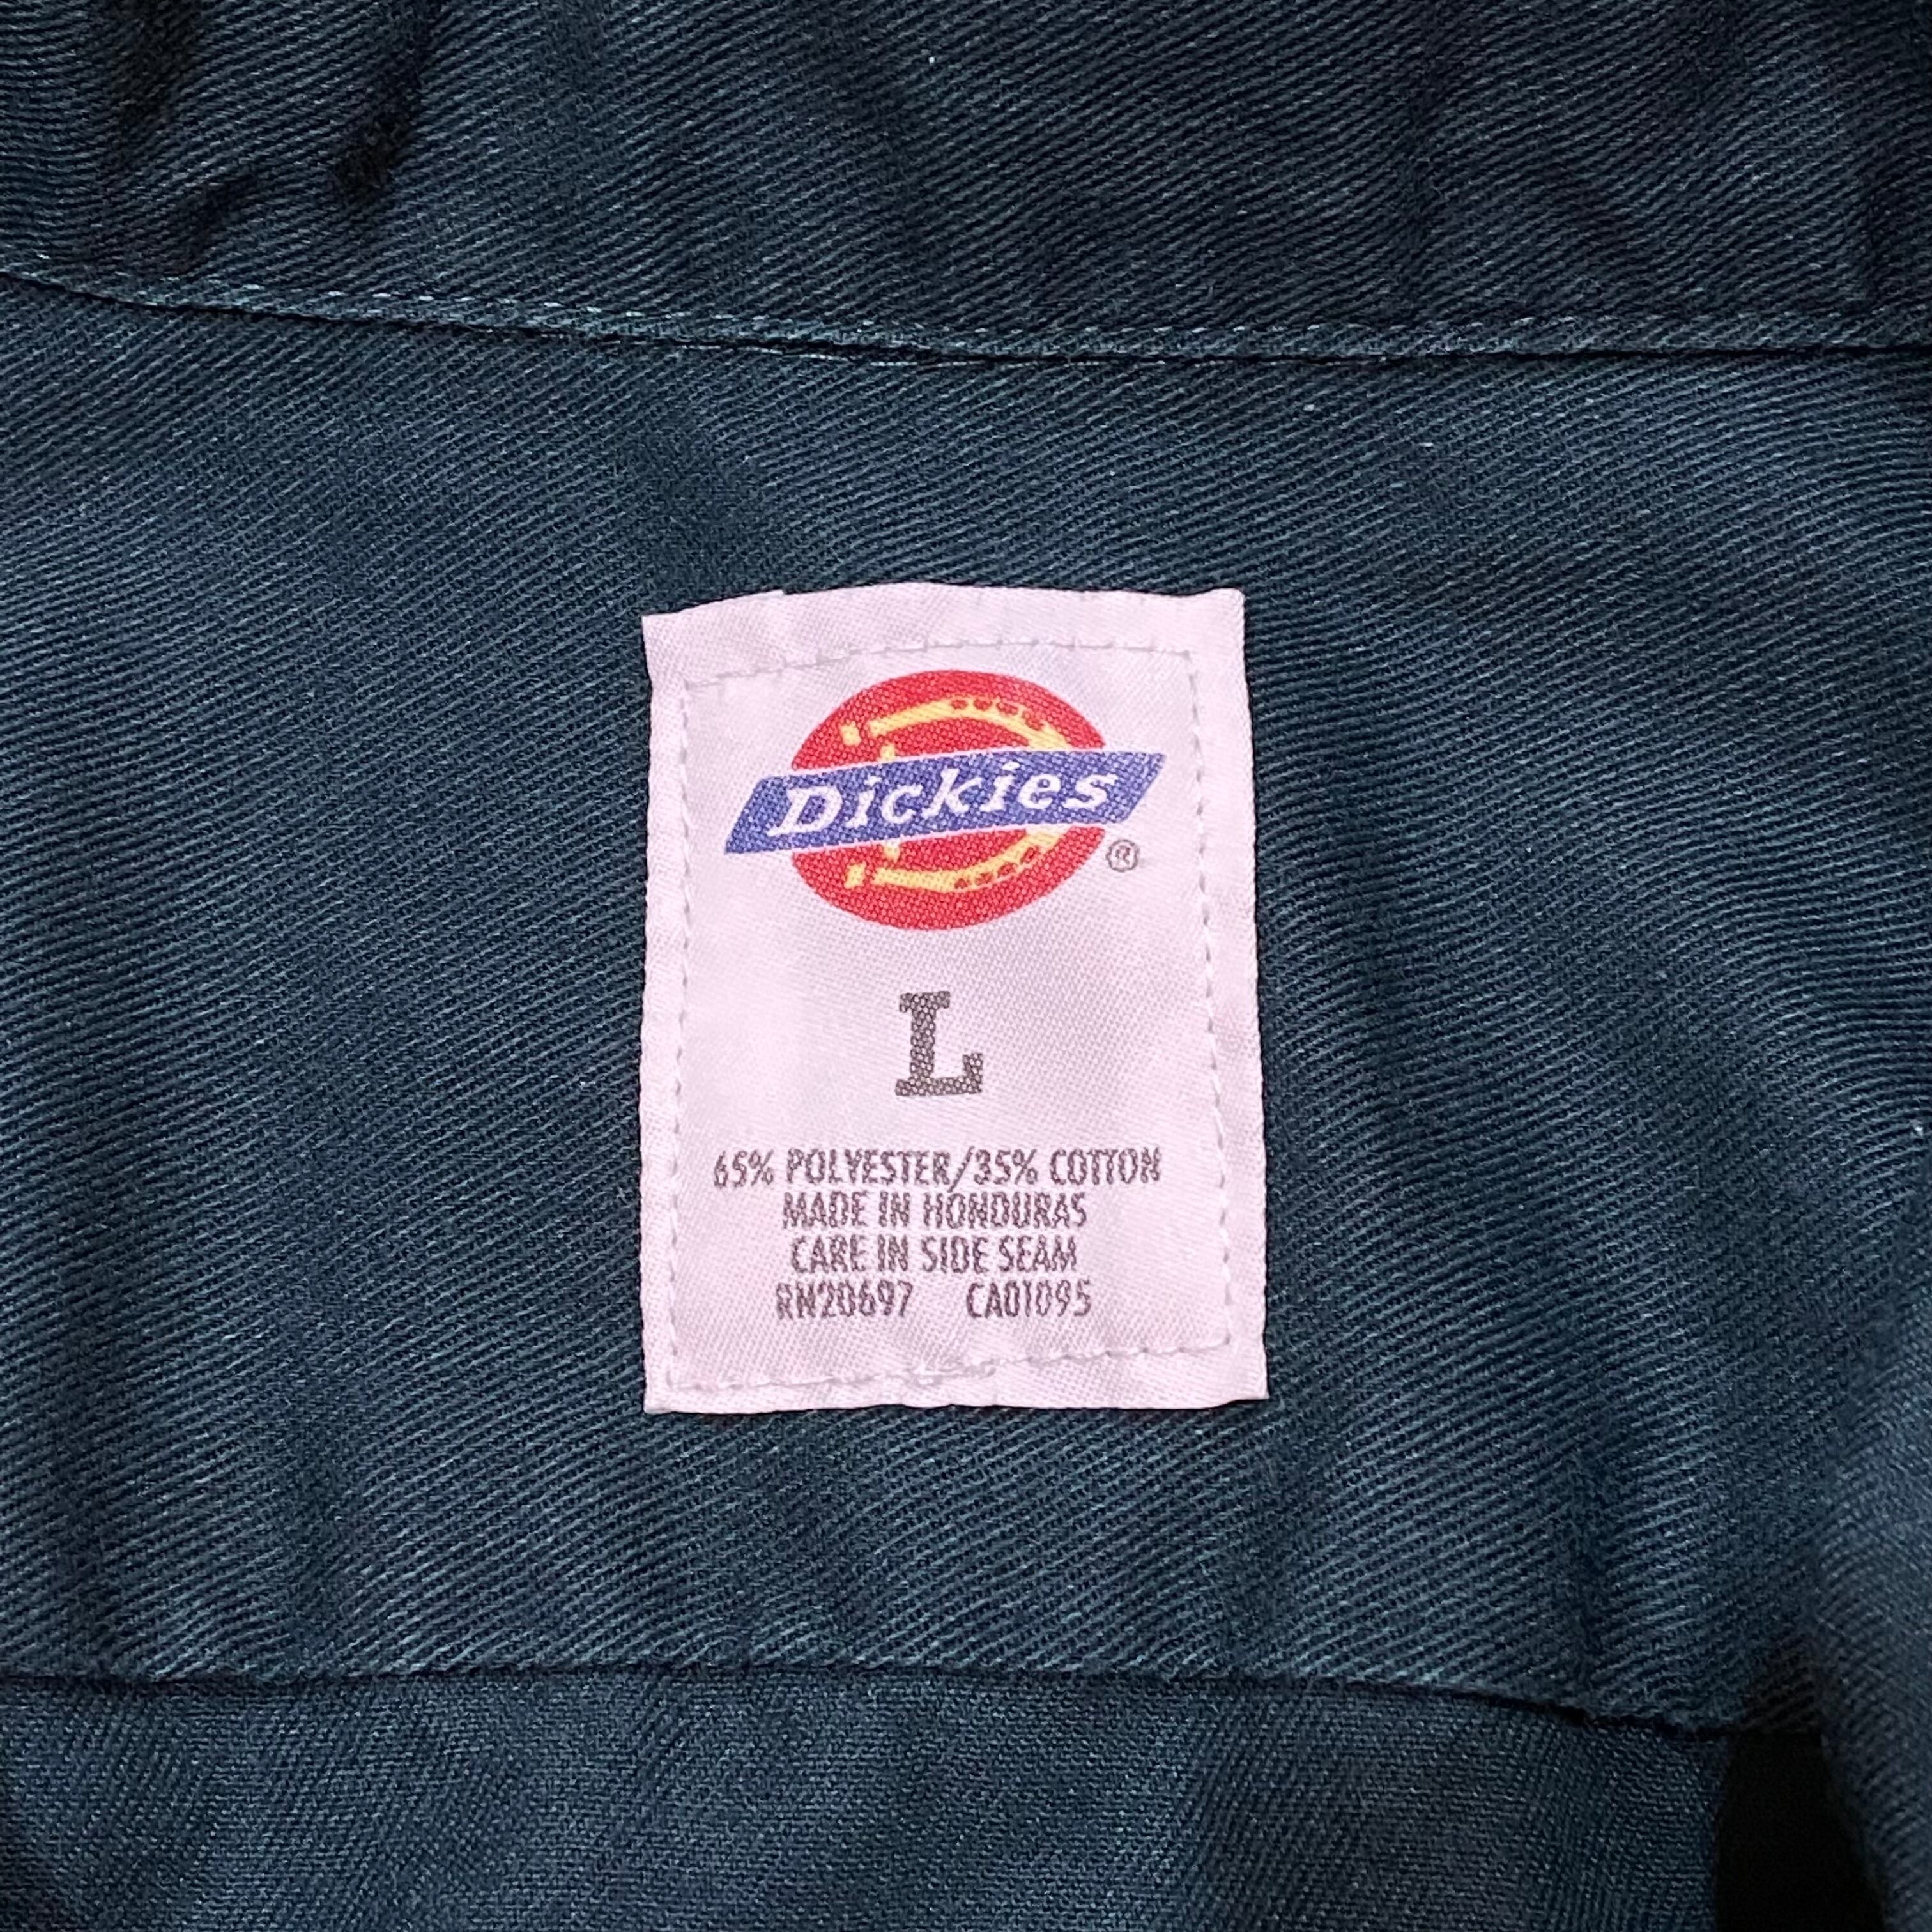 Dickies
®
L
65% POLYESTER/35% COTTON
MADE IN HONDURAS
CARE IN SIDE SEAM
RN20697 CA01095